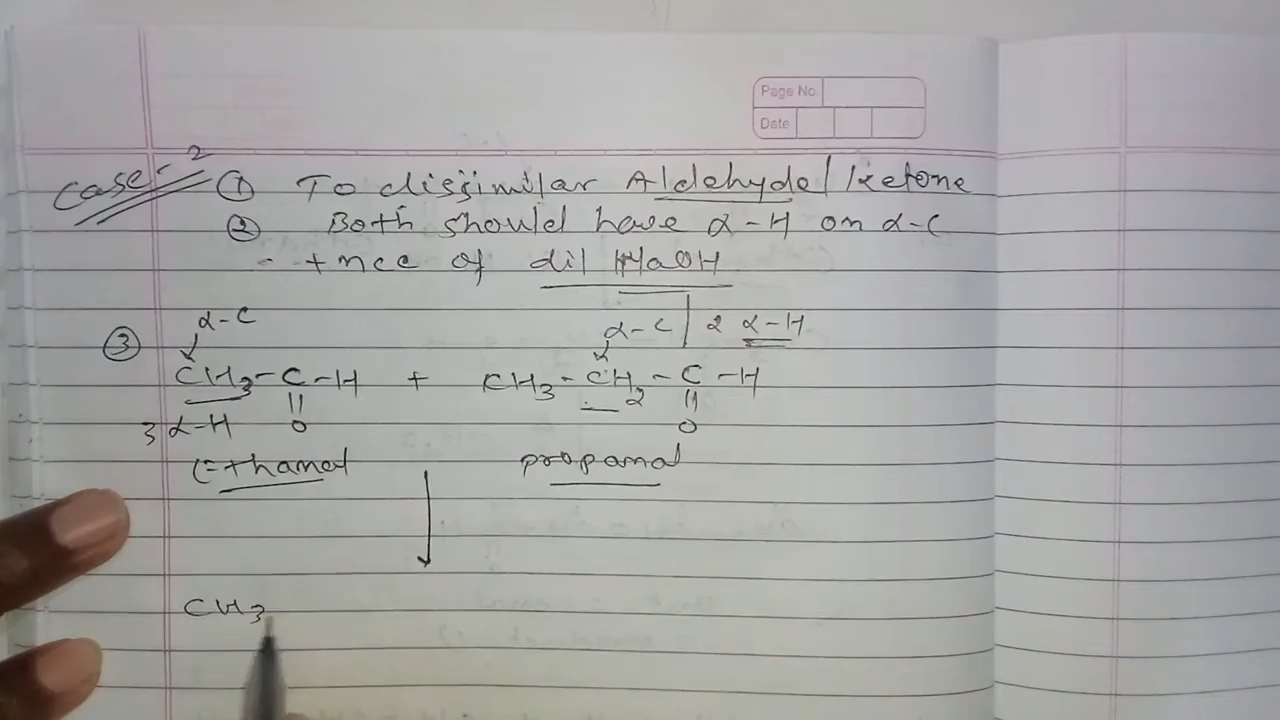 Page No.
Date
Case-2 ① To dissimilar Aldehyde/ketone
② Both should have α-H on α-C
+nce of dil NaOH
α-C α-C 2 α-H
③ CH3-C-H + CH3-CH2-C-H
|| ||
3 α-H O O
Ethanal propanal
CH3